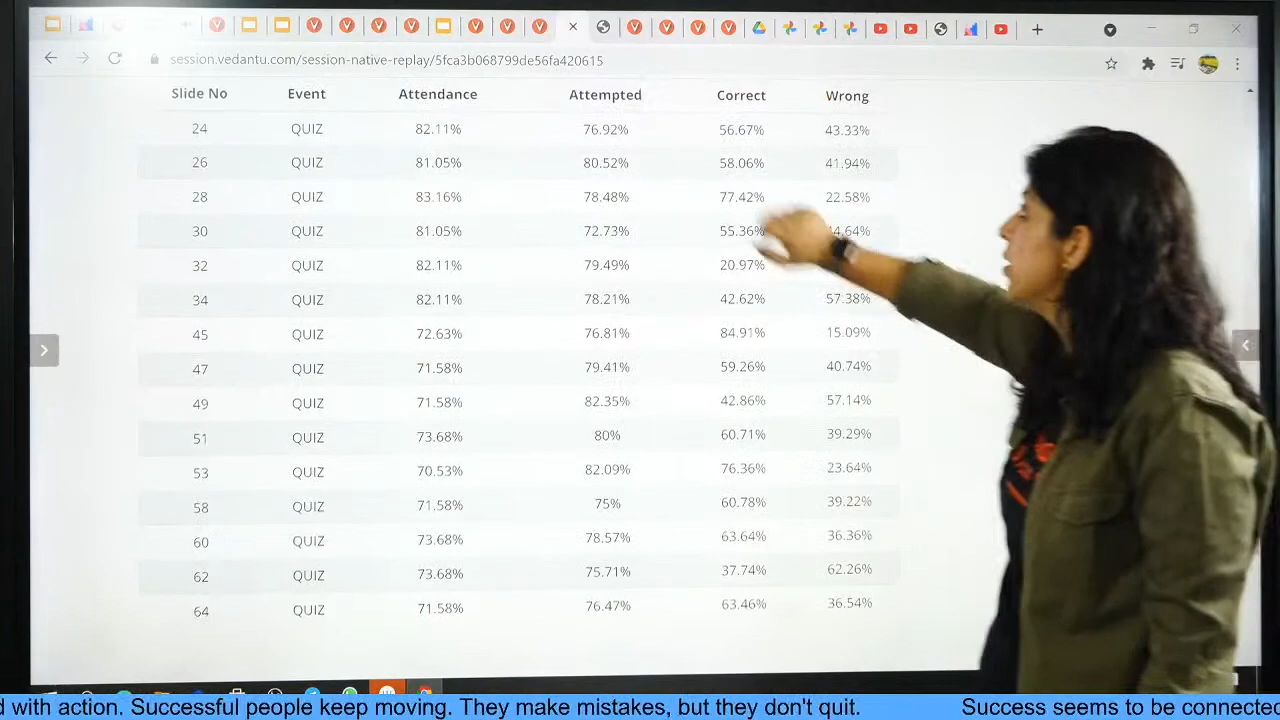 session.vedantu.com/session-native-replay/5fca3b068799de56fa420615
Slide No Event Attendance Attempted Correct Wrong
24 QUIZ 82.11% 76.92% 56.67% 43.33%
26 QUIZ 81.05% 80.52% 58.06% 41.94%
28 QUIZ 83.16% 78.48% 77.42% 22.58%
30 QUIZ 81.05% 72.73% 55.36%
32 QUIZ 82.11% 79.49% 20.97%
34 QUIZ 82.11% 78.21% 42.62% 57.38%
45 QUIZ 72.63% 76.81% 84.91% 15.09%
47 QUIZ 71.58% 79.41% 59.26% 40.74%
49 QUIZ 71.58% 82.35% 42.86% 57.14%
51 QUIZ 73.68% 80% 60.71% 39.29%
53 QUIZ 70.53% 82.09% 76.36% 23.64%
58 QUIZ 71.58% 75% 60.78% 39.22%
60 QUIZ 73.68% 78.57% 63.64% 36.36%
62 QUIZ 73.68% 75.71% 37.74% 62.26%
64 QUIZ 71.58% 76.47% 63.46% 36.54%
d with action. Successful people keep moving. They make mistakes, but they don't quit. Success seems to be connected